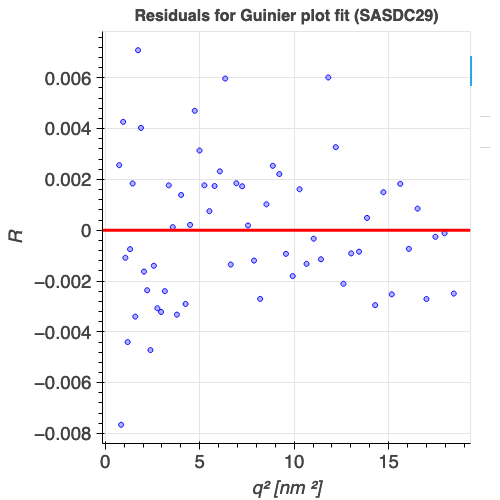 Residuals for Guinier plot fit (SASDC29)
0.006
0.004
0.002
0
−0.002
−0.004
−0.006
−0.008
R
0 5 10 15
q² [nm ²]